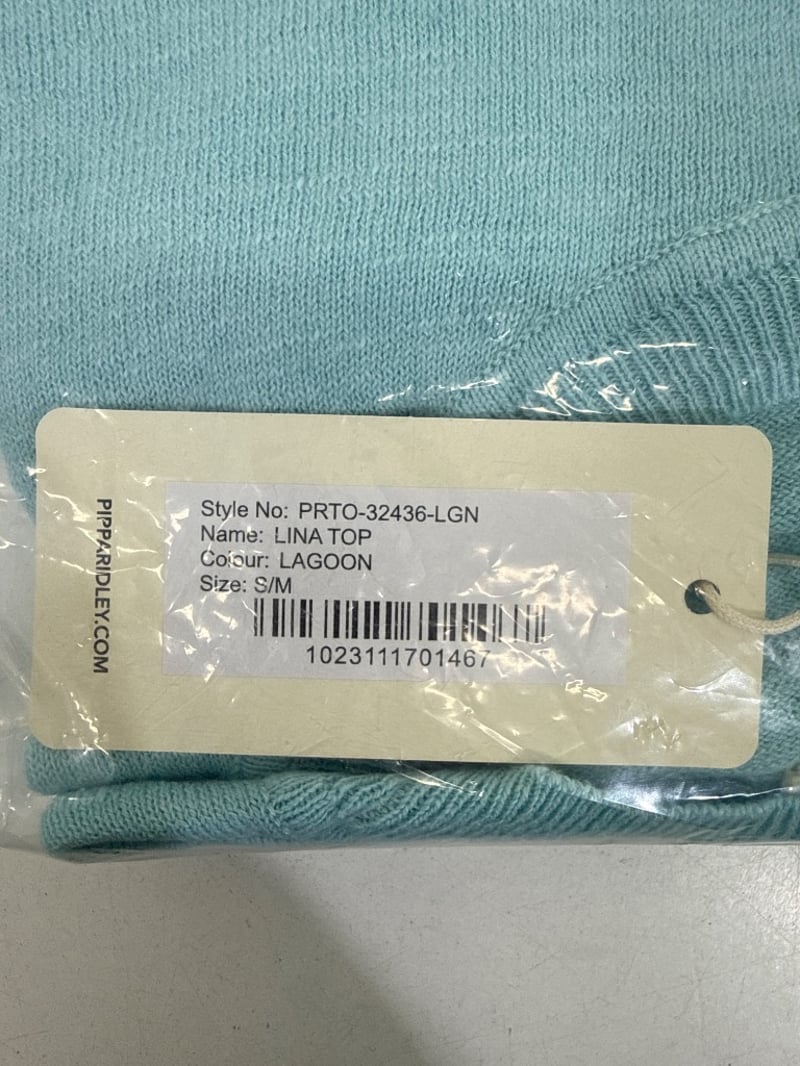 PIPPARIDLEY.COM
Style No: PRTO-32436-LGN
Name: LINA TOP
Colour: LAGOON
Size: S/M
1023111701467